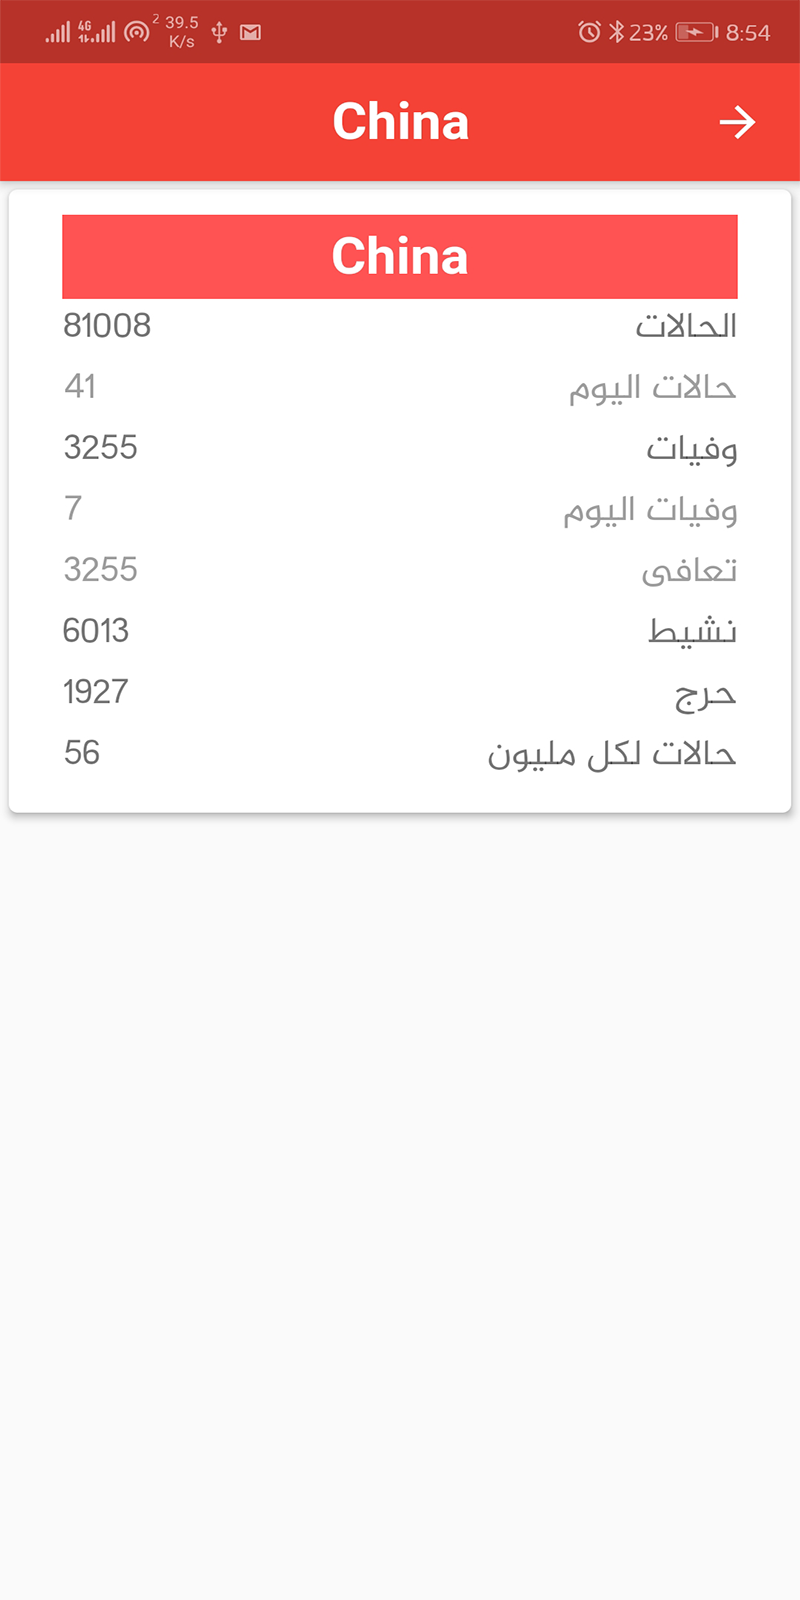 4G 2 39.5 K/s 23% 8:54
China
China
الحالات 81008
حالات اليوم 41
وفيات 3255
وفيات اليوم 7
تعافى 3255
نشيط 6013
حرج 1927
حالات لكل مليون 56